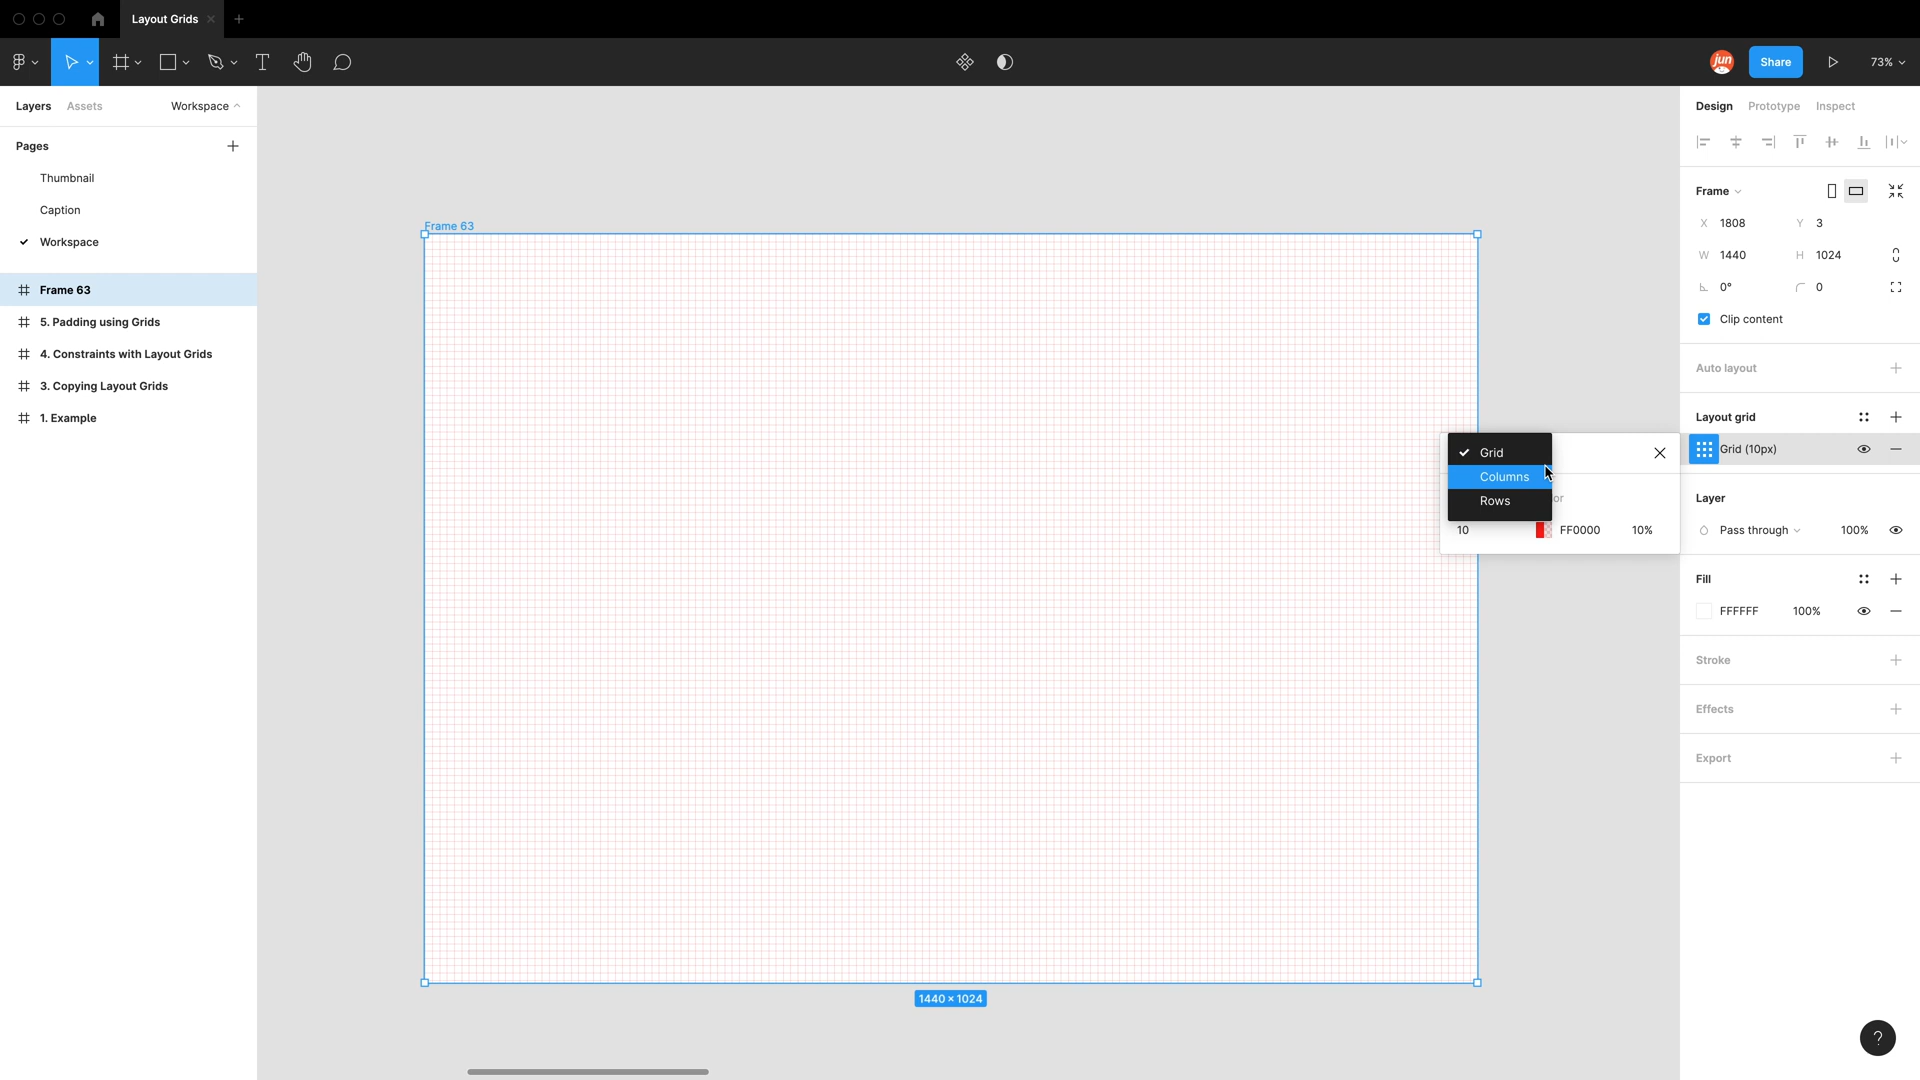 Layout Grids
jun
Share
73%
Layers
Assets
Workspace
Pages
Thumbnail
Caption
Workspace
Frame 63
5. Padding using Grids
4. Constraints with Layout Grids
3. Copying Layout Grids
1. Example
Frame 63
1440 × 1024
Grid
Columns
Rows
or
10
FF0000
10%
Design
Prototype
Inspect
Frame
X 1808
Y 3
W 1440
H 1024
0°
0
Clip content
Auto layout
Layout grid
Grid (10px)
Layer
Pass through
100%
Fill
FFFFFF
100%
Stroke
Effects
Export
?